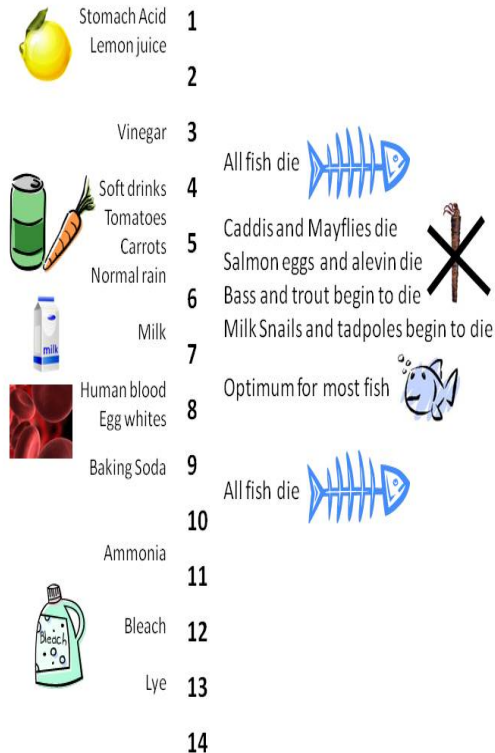 Stomach Acid
Lemon juice
1
2
Vinegar
3
All fish die
Soft drinks
4
Tomatoes
Carrots
5
Normal rain
Caddis and Mayflies die
Salmon eggs and alevin die
Bass and trout begin to die
Milk Snails and tadpoles begin to die
6
Milk
milk
7
Human blood
Egg whites
8
Optimum for most fish
Baking Soda
9
All fish die
10
Ammonia
11
Bleach
Bleach
12
Lye
13
14